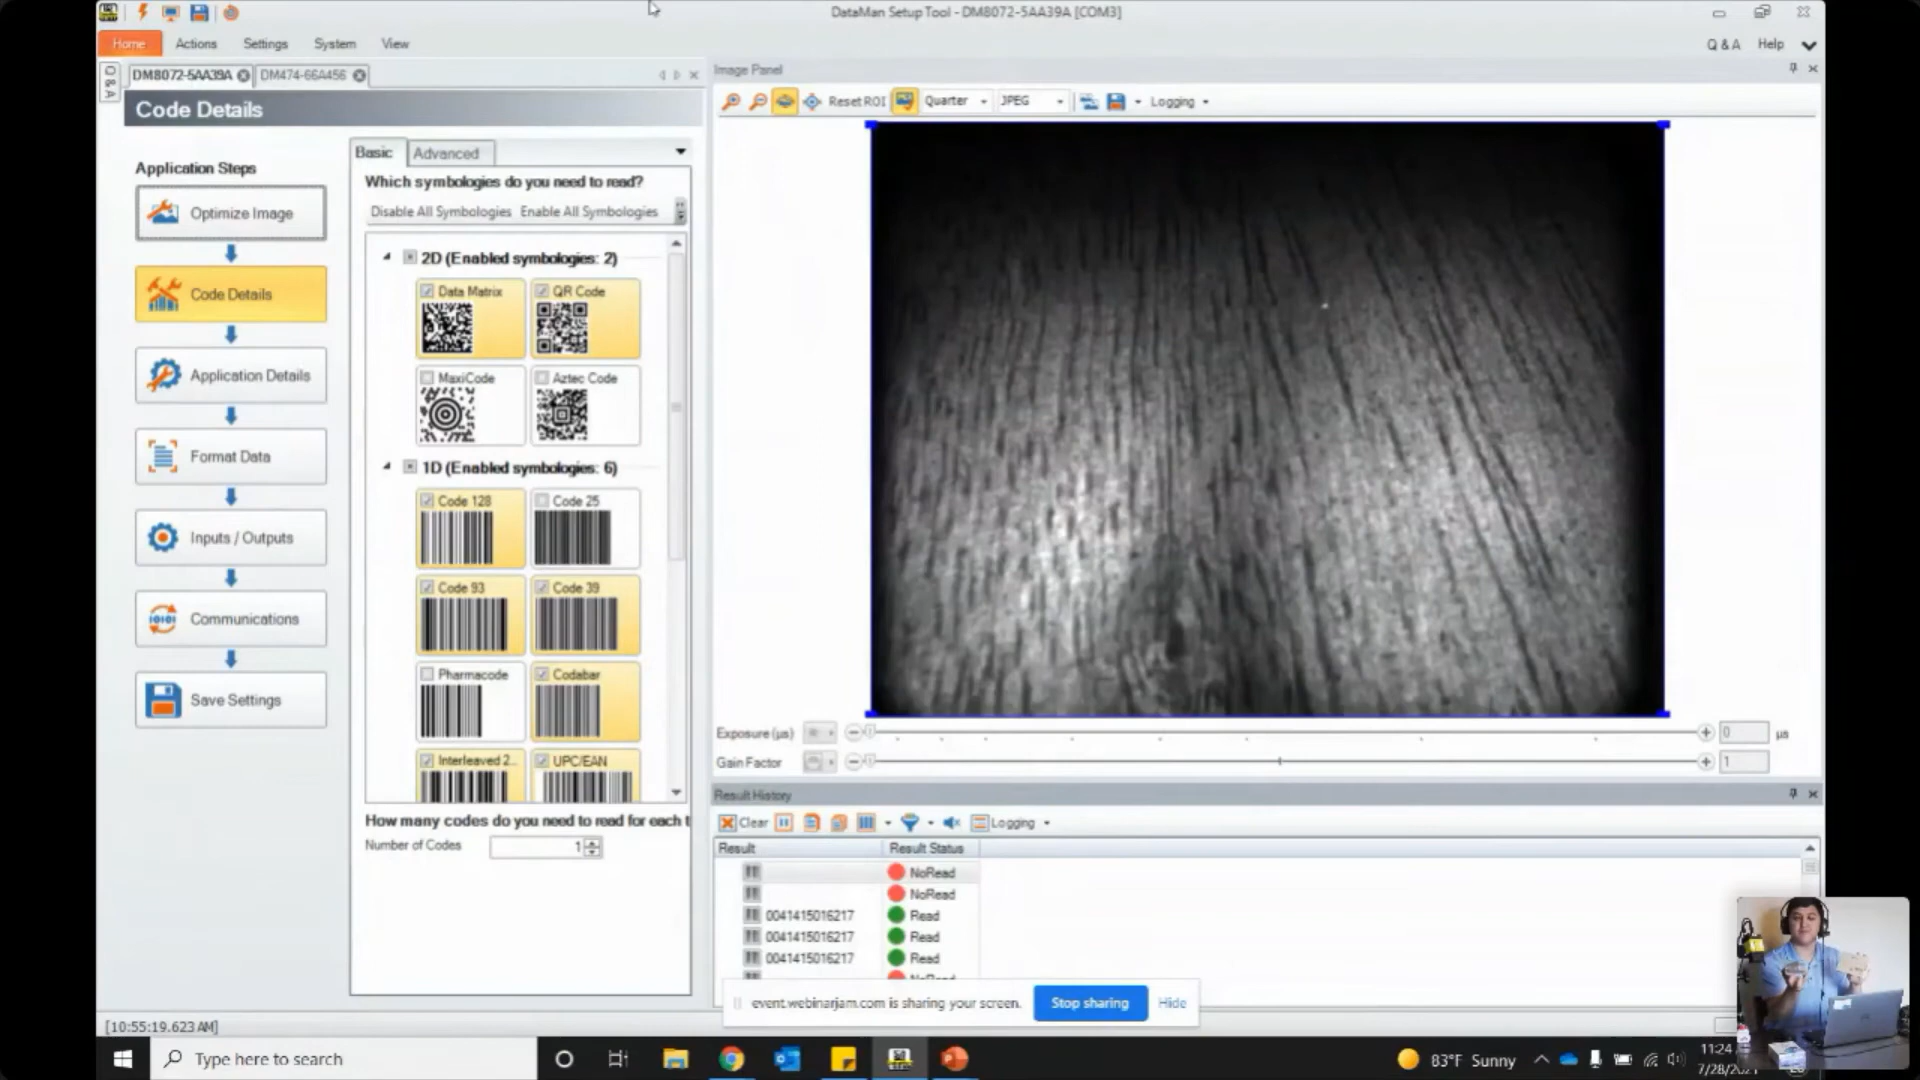 DataMan Setup Tool - DM8072-5AA39A [COM3]
Home Actions Settings System View
Q & A Help
Q & A
DM8072-5AA39A DM474-66A456
Code Details
Application Steps
Optimize Image
Code Details
Application Details
Format Data
Inputs / Outputs
Communications
Save Settings
Basic Advanced
Which symbologies do you need to read?
Disable All Symbologies Enable All Symbologies
2D (Enabled symbologies: 2)
Data Matrix QR Code
MaxiCode Aztec Code
1D (Enabled symbologies: 6)
Code 128 Code 25
Code 93 Code 39
Pharmacode Codabar
Interleaved 2... UPC/EAN
How many codes do you need to read for each t
Number of Codes 1
Image Panel
Reset ROI Quarter JPEG Logging
Exposure (µs) 0 µs
Gain Factor 1
Result History
Clear Logging
Result Result Status
NoRead
NoRead
0041415016217 Read
0041415016217 Read
0041415016217 Read
NoRead
event.webinarjam.com is sharing your screen. Stop sharing Hide
[10:55:19.623 AM]
Type here to search
83°F Sunny
11:24
7/28/20